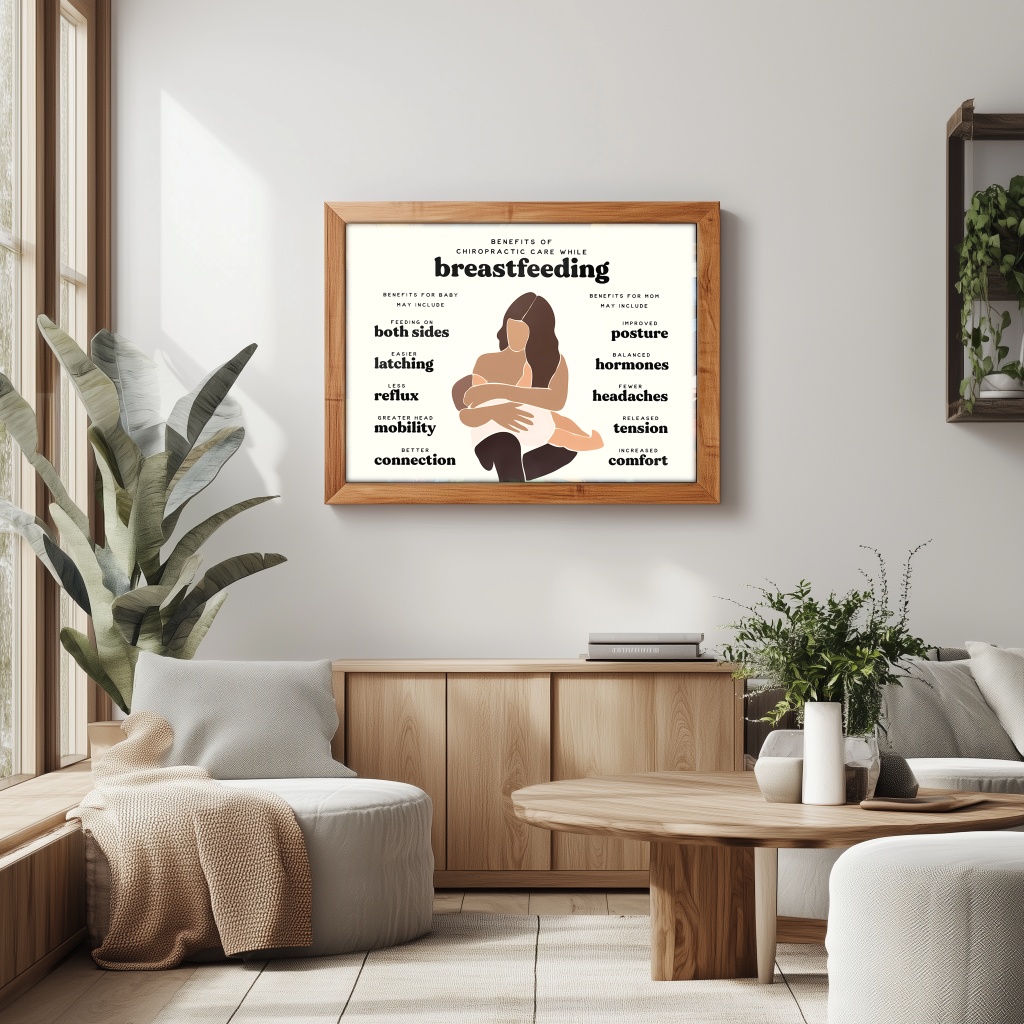 BENEFITS OF
CHIROPRACTIC CARE WHILE
breastfeeding
BENEFITS FOR BABY
MAY INCLUDE
FEEDING ON
both sides
EASIER
latching
LESS
reflux
GREATER HEAD
mobility
BETTER
connection
BENEFITS FOR MOM
MAY INCLUDE
IMPROVED
posture
BALANCED
hormones
FEWER
headaches
RELEASED
tension
INCREASED
comfort